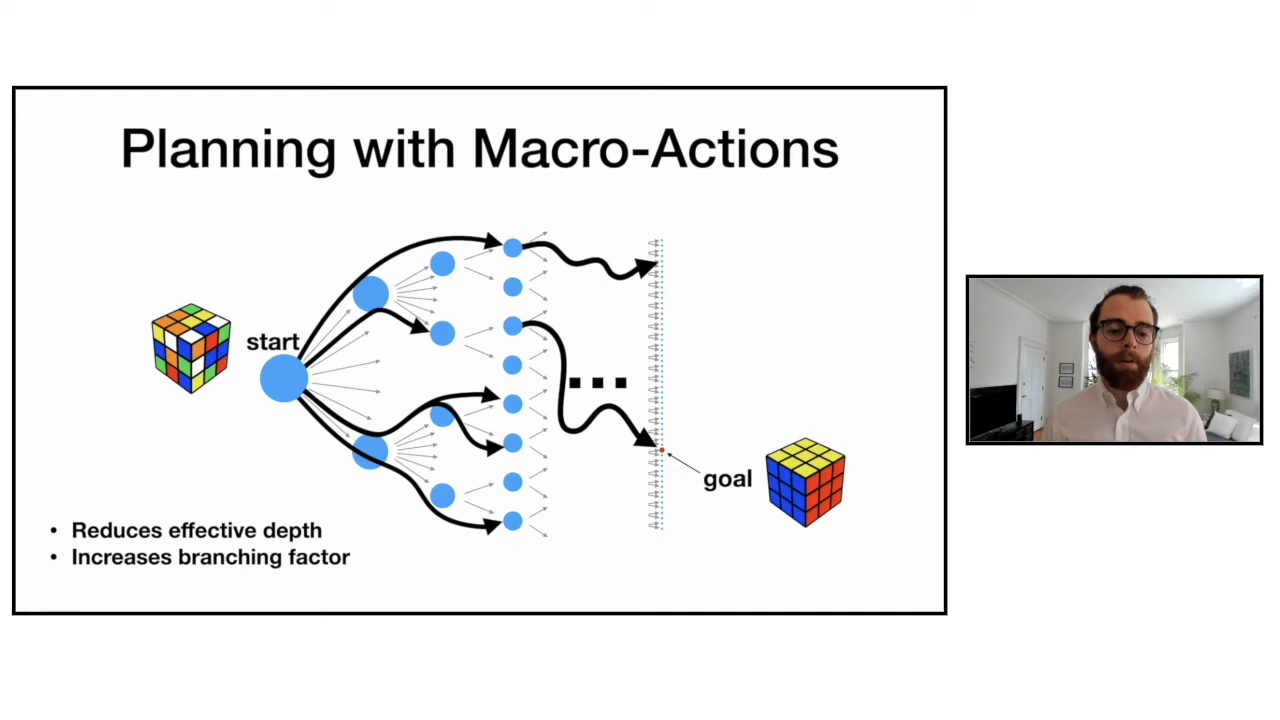 Planning with Macro-Actions
start
goal
• Reduces effective depth
• Increases branching factor